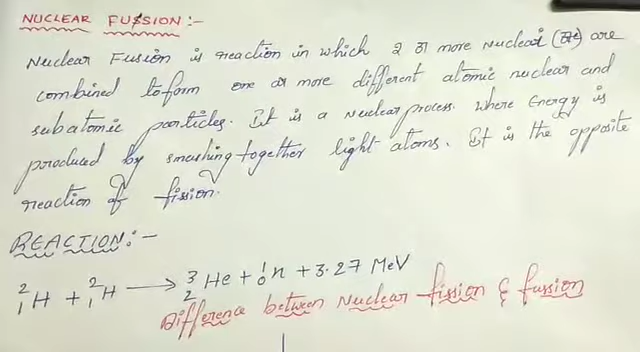 NUCLEAR FUSSION :-
Nuclear Fusion is reaction in which 2 or more Nuclei are
combined to form one or more different atomic nuclear and
subatomic particles. It is a Nuclear process. Where Energy is
produced by smashing together light atoms. It is the opposite
reaction of fission.
REACTION:-
²₁H + ²₁H ⟶ ³₂He + ¹₀n + 3.27 MeV
Difference between Nuclear fission & fussion